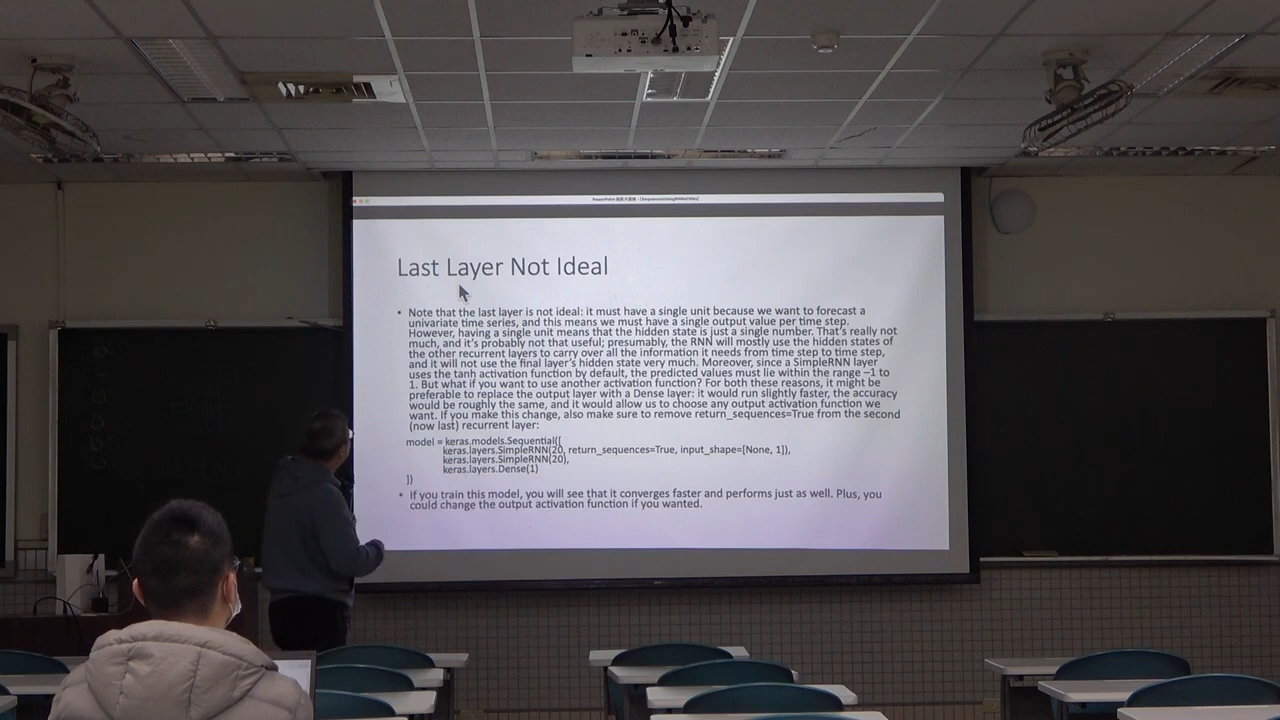 PowerPoint
Last Layer Not Ideal
• Note that the last layer is not ideal: it must have a single unit because we want to forecast a
univariate time series, and this means we must have a single output value per time step.
However, having a single unit means that the hidden state is just a single number. That's really not
much, and it's probably not that useful; presumably, the RNN will mostly use the hidden states of
the other recurrent layers to carry over all the information it needs from time step to time step,
and it will not use the final layer's hidden state very much. Moreover, since a SimpleRNN layer
uses the tanh activation function by default, the predicted values must lie within the range –1 to
1. But what if you want to use another activation function? For both these reasons, it might be
preferable to replace the output layer with a Dense layer: it would run slightly faster, the accuracy
would be roughly the same, and it would allow us to choose any output activation function we
want. If you make this change, also make sure to remove return_sequences=True from the second
(now last) recurrent layer:
model = keras.models.Sequential([
keras.layers.SimpleRNN(20, return_sequences=True, input_shape=[None, 1]),
keras.layers.SimpleRNN(20),
keras.layers.Dense(1)
])
• If you train this model, you will see that it converges faster and performs just as well. Plus, you
could change the output activation function if you wanted.